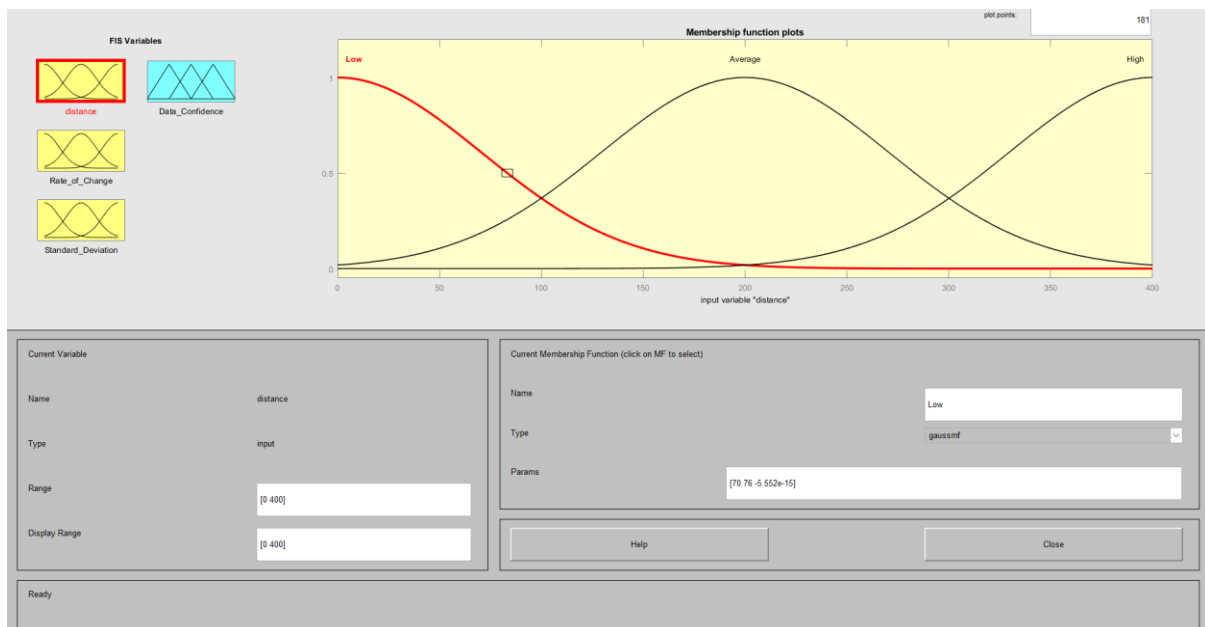 plot points: 181
FIS Variables
Membership function plots
Low
Average
High
1
0.5
0
0 50 100 150 200 250 300 350 400
input variable "distance"
distance
Data_Confidence
Rate_of_Change
Standard_Deviation
Current Variable
Name distance
Type input
Range [0 400]
Display Range [0 400]
Current Membership Function (click on MF to select)
Name Low
Type gaussmf
Params [70.76 -5.552e-15]
Help
Close
Ready